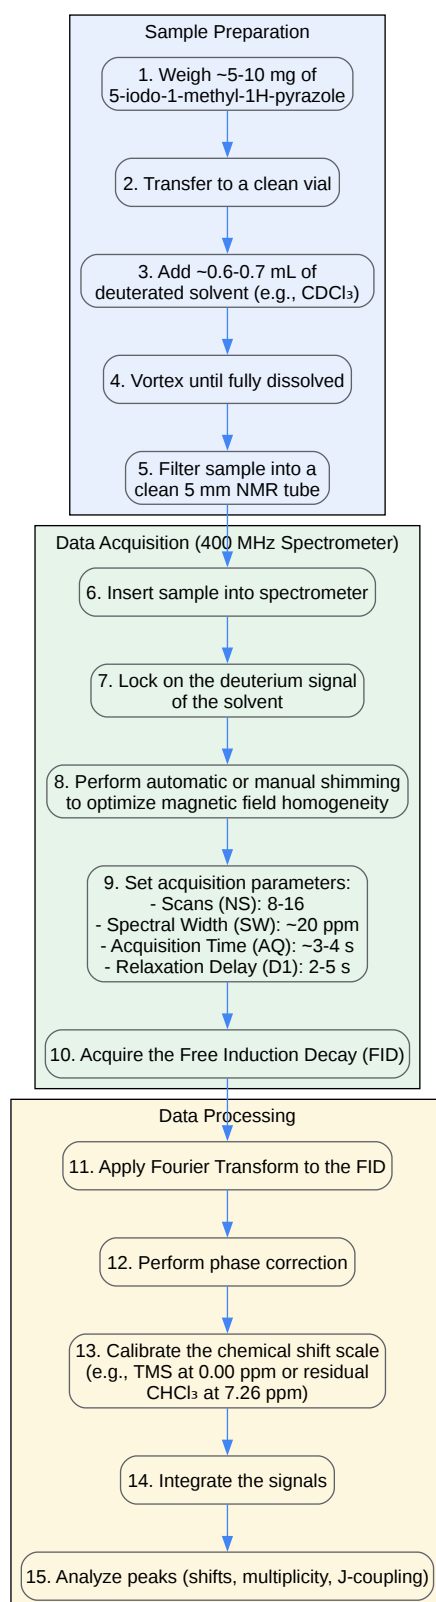 Sample Preparation
1. Weigh ~5-10 mg of
5-iodo-1-methyl-1H-pyrazole
2. Transfer to a clean vial
3. Add ~0.6-0.7 mL of
deuterated solvent (e.g., CDCl₃)
4. Vortex until fully dissolved
5. Filter sample into a
clean 5 mm NMR tube
Data Acquisition (400 MHz Spectrometer)
6. Insert sample into spectrometer
7. Lock on the deuterium signal
of the solvent
8. Perform automatic or manual shimming
to optimize magnetic field homogeneity
9. Set acquisition parameters:
- Scans (NS): 8-16
- Spectral Width (SW): ~20 ppm
- Acquisition Time (AQ): ~3-4 s
- Relaxation Delay (D1): 2-5 s
10. Acquire the Free Induction Decay (FID)
Data Processing
11. Apply Fourier Transform to the FID
12. Perform phase correction
13. Calibrate the chemical shift scale
(e.g., TMS at 0.00 ppm or residual
CHCl₃ at 7.26 ppm)
14. Integrate the signals
15. Analyze peaks (shifts, multiplicity, J-coupling)